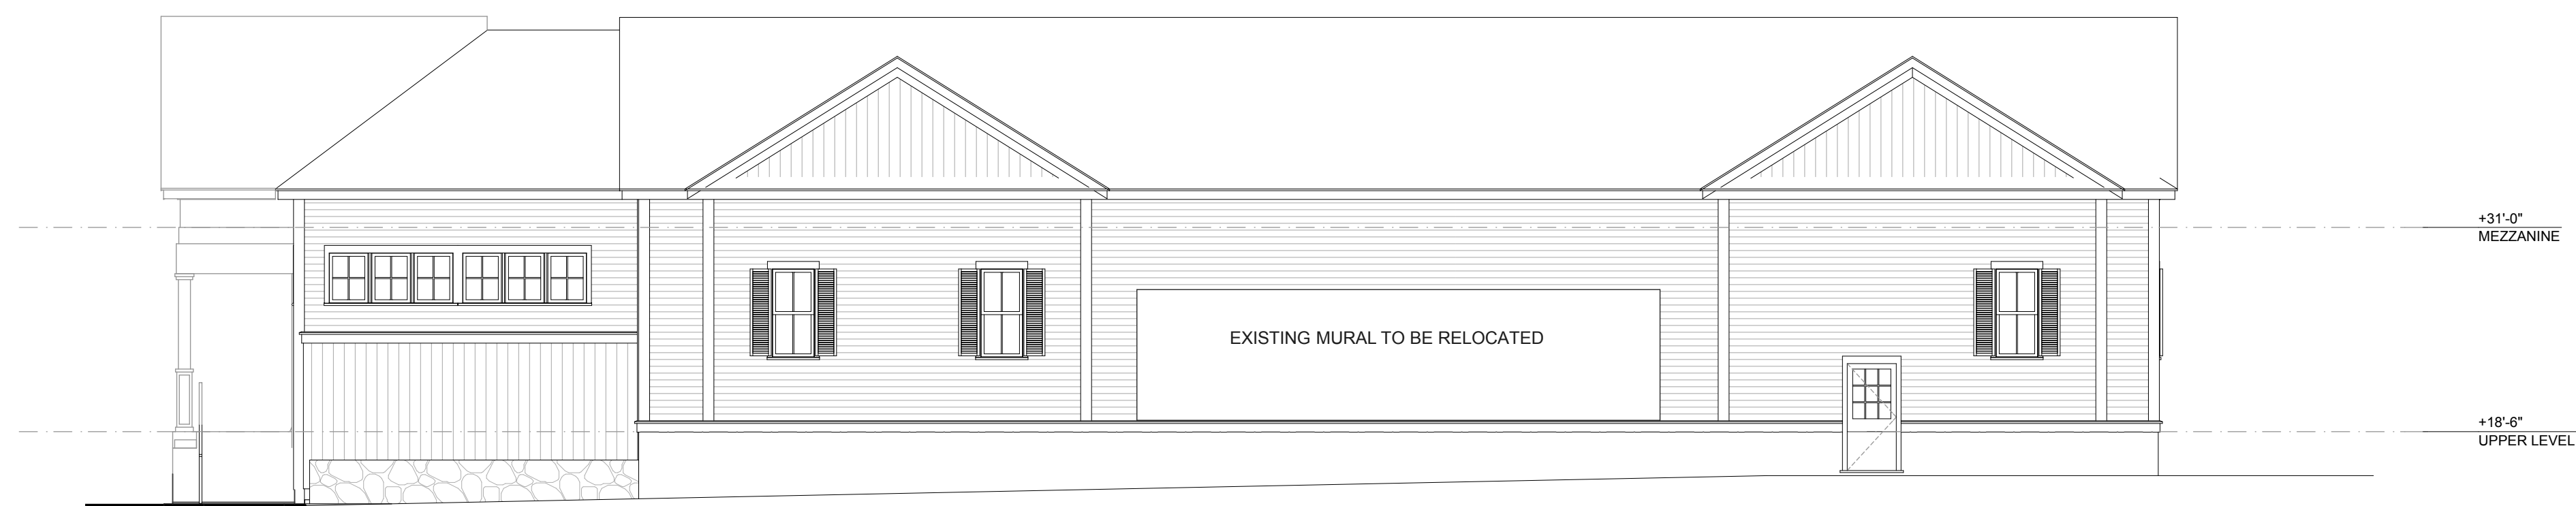 +31'-0"
MEZZANINE
EXISTING MURAL TO BE RELOCATED
+18'-6"
UPPER LEVEL